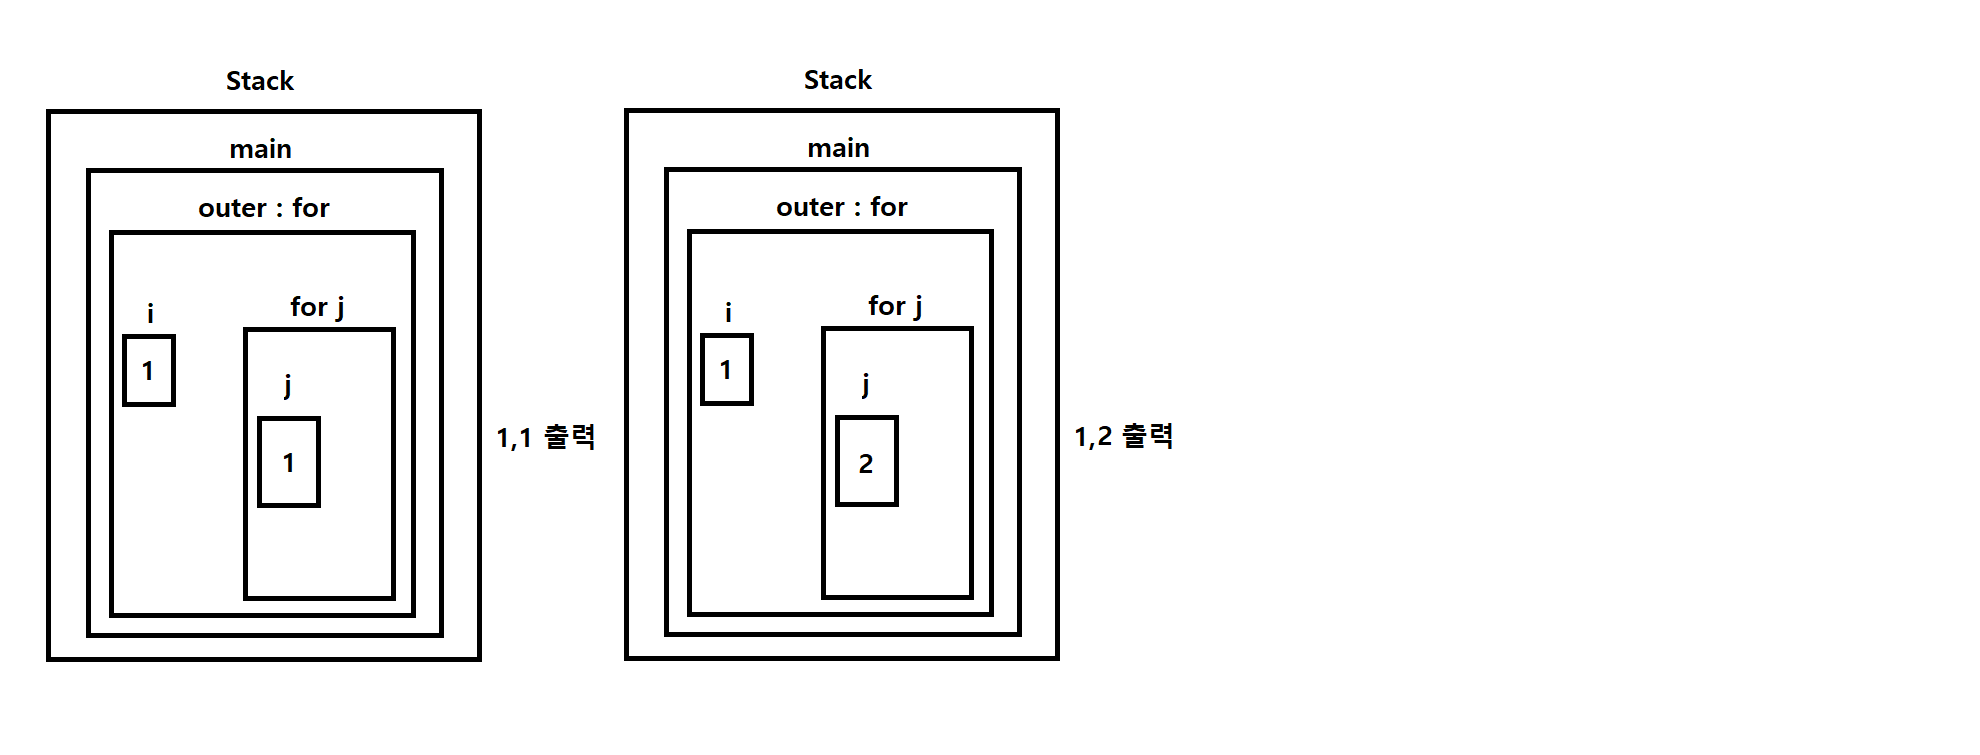 Stack
main
outer : for
i
for j
1
j
1
1,1 출력
Stack
main
outer : for
i
for j
1
j
2
1,2 출력